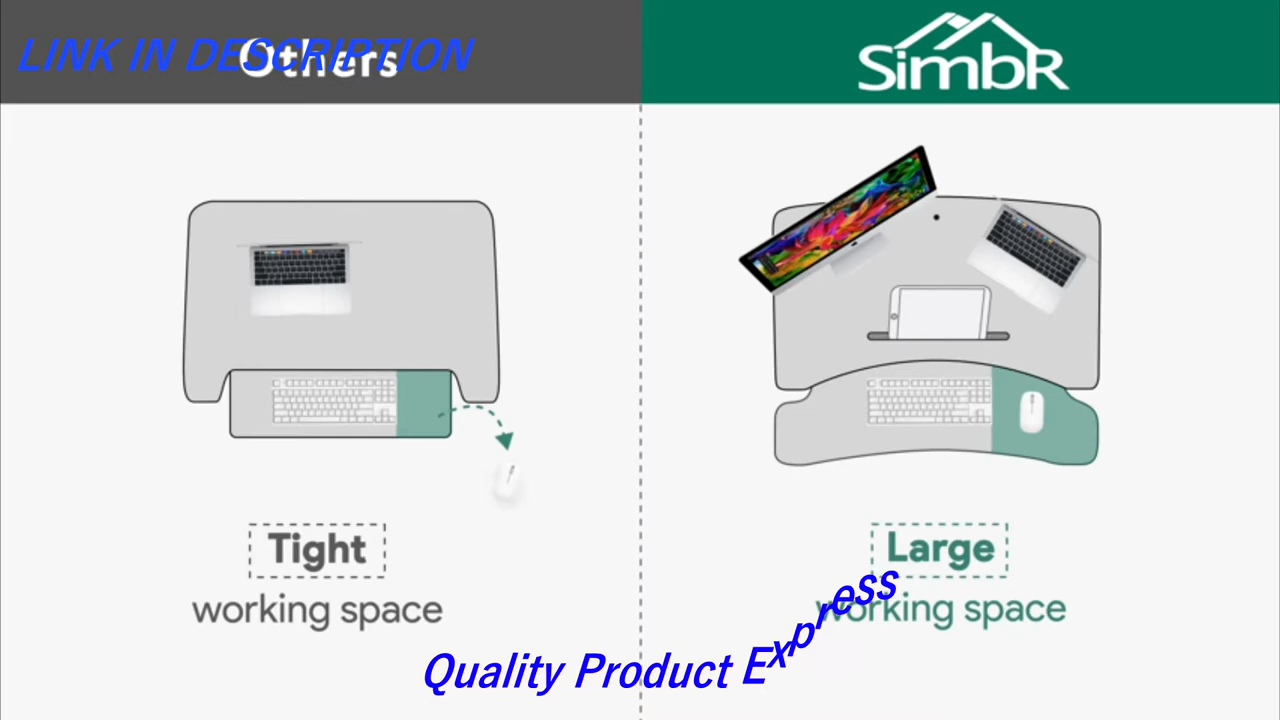 LINK IN DESCRIPTION
Others
SimbR
Tight
working space
Large
working space
Quality Product Express